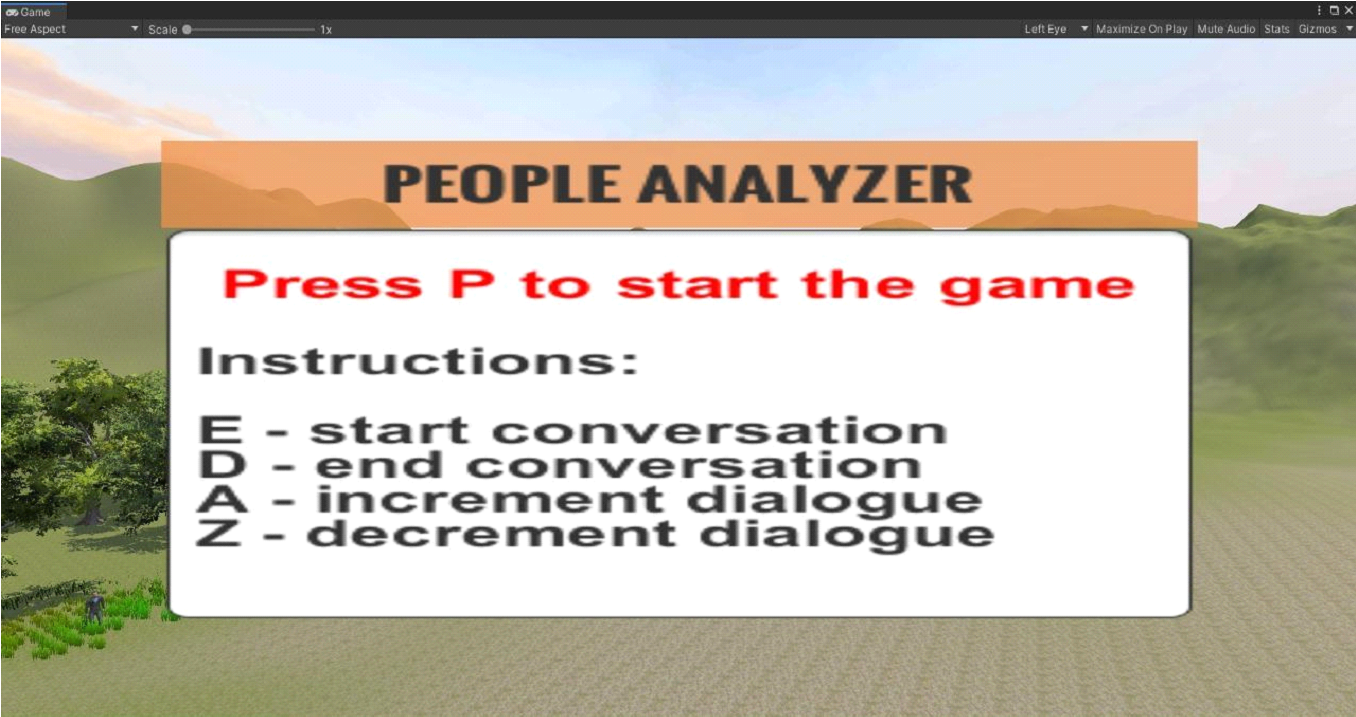 Game
Free Aspect Scale 1x Left Eye Maximize On Play Mute Audio Stats Gizmos
PEOPLE ANALYZER
Press P to start the game
Instructions:
E - start conversation
D - end conversation
A - increment dialogue
Z - decrement dialogue